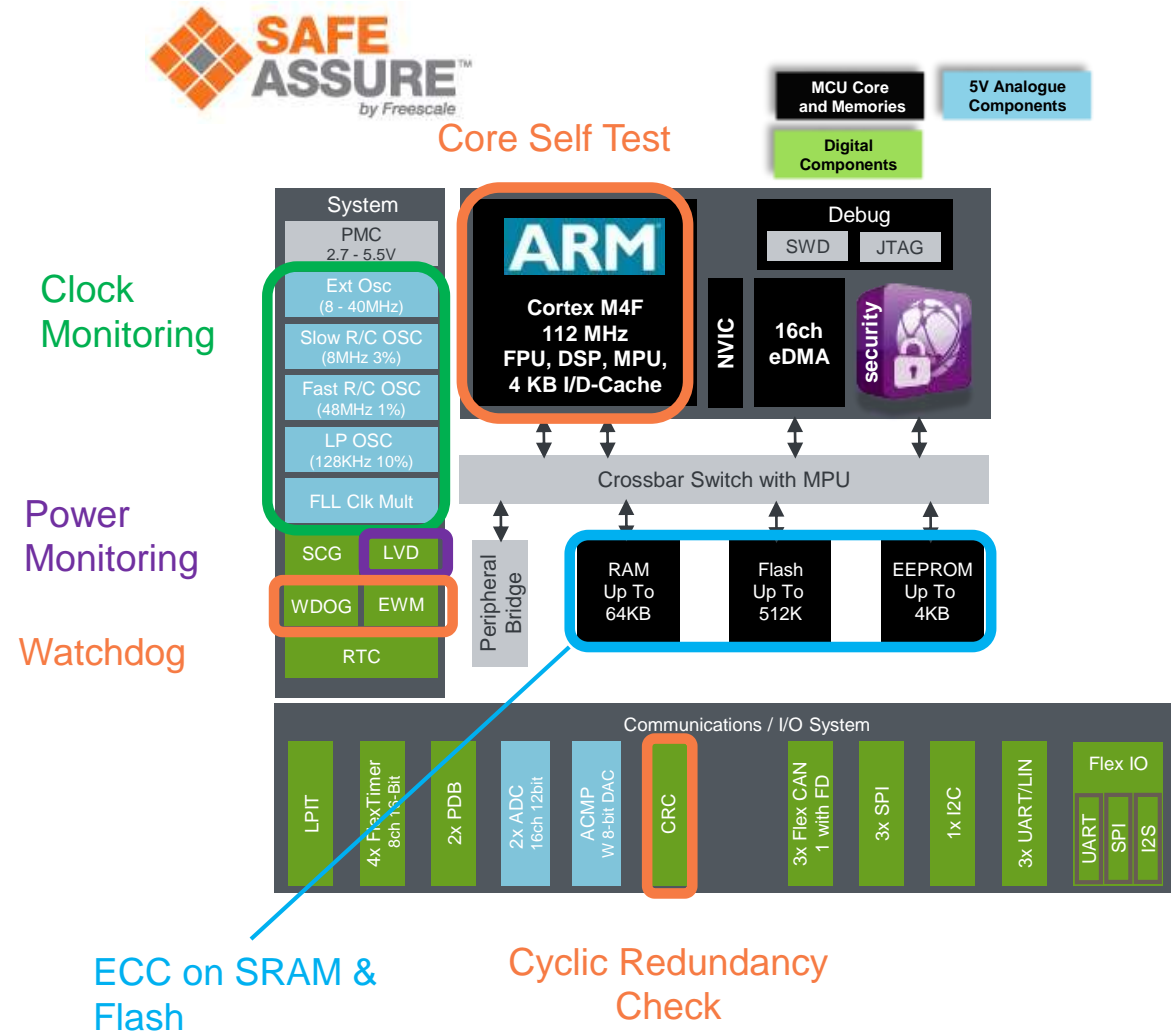 SAFE
ASSURE™
by Freescale
MCU Core
and Memories
5V Analogue
Components
Digital
Components
Core Self Test
System
PMC
2.7 - 5.5V
Ext Osc
(8 - 40MHz)
Slow R/C OSC
(8MHz 3%)
Fast R/C OSC
(48MHz 1%)
LP OSC
(128KHz 10%)
FLL Clk Mult
SCG
LVD
WDOG
EWM
RTC
Clock
Monitoring
Power
Monitoring
Watchdog
ARM
Cortex M4F
112 MHz
FPU, DSP, MPU,
4 KB I/D-Cache
NVIC
Debug
SWD
JTAG
16ch
eDMA
security
Crossbar Switch with MPU
Peripheral
Bridge
RAM
Up To
64KB
Flash
Up To
512K
EEPROM
Up To
4KB
Communications / I/O System
LPIT
4x FlexTimer
8ch 16-Bit
2x PDB
2x ADC
16ch 12bit
ACMP
W 8-bit DAC
CRC
3x Flex CAN
1 with FD
3x SPI
1x I2C
3x UART/LIN
Flex IO
UART
SPI
I2S
ECC on SRAM &
Flash
Cyclic Redundancy
Check